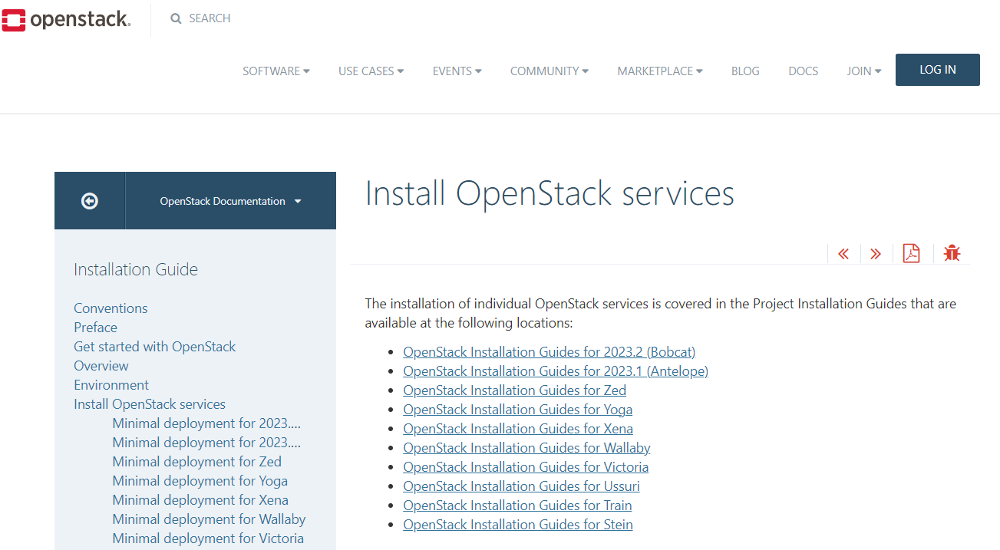 openstack.
SEARCH
SOFTWARE
USE CASES
EVENTS
COMMUNITY
MARKETPLACE
BLOG
DOCS
JOIN
LOG IN
OpenStack Documentation
Installation Guide
Conventions
Preface
Get started with OpenStack
Overview
Environment
Install OpenStack services
Minimal deployment for 2023....
Minimal deployment for 2023....
Minimal deployment for Zed
Minimal deployment for Yoga
Minimal deployment for Xena
Minimal deployment for Wallaby
Minimal deployment for Victoria
Install OpenStack services
The installation of individual OpenStack services is covered in the Project Installation Guides that are
available at the following locations:
OpenStack Installation Guides for 2023.2 (Bobcat)
OpenStack Installation Guides for 2023.1 (Antelope)
OpenStack Installation Guides for Zed
OpenStack Installation Guides for Yoga
OpenStack Installation Guides for Xena
OpenStack Installation Guides for Wallaby
OpenStack Installation Guides for Victoria
OpenStack Installation Guides for Ussuri
OpenStack Installation Guides for Train
OpenStack Installation Guides for Stein